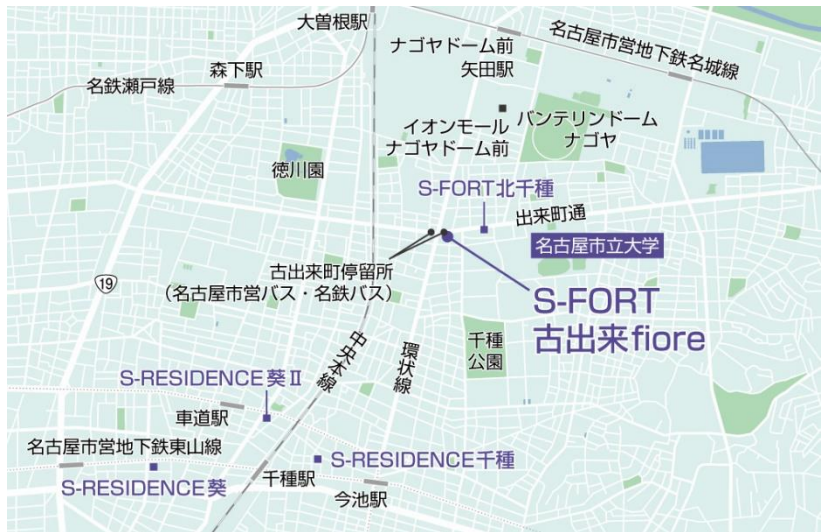 大曽根駅
ナゴヤドーム前
矢田駅
名古屋市営地下鉄名城線
森下駅
名鉄瀬戸線
イオンモール
ナゴヤドーム前
バンテリンドーム
ナゴヤ
徳川園
S-FORT北千種
出来町通
名古屋市立大学
古出来町停留所
(名古屋市営バス・名鉄バス)
19
S-FORT
古出来fiore
中央本線
環状線
千種
公園
S-RESIDENCE葵Ⅱ
車道駅
名古屋市営地下鉄東山線
S-RESIDENCE葵
千種駅
S-RESIDENCE千種
今池駅